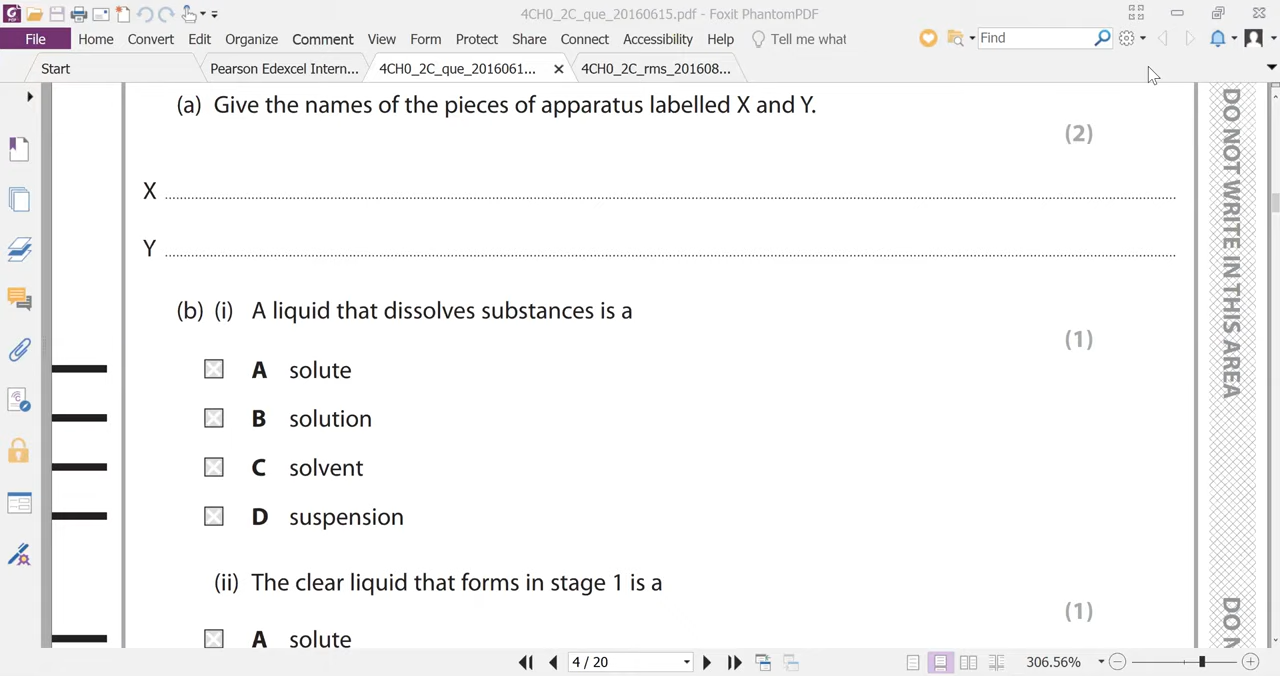 4CH0_2C_que_20160615.pdf - Foxit PhantomPDF
File Home Convert Edit Organize Comment View Form Protect Share Connect Accessibility Help Tell me what Find
Start Pearson Edexcel Intern... 4CH0_2C_que_2016061... 4CH0_2C_rms_201608...
(a) Give the names of the pieces of apparatus labelled X and Y.
(2)
X
Y
(b) (i) A liquid that dissolves substances is a
(1)
A solute
B solution
C solvent
D suspension
(ii) The clear liquid that forms in stage 1 is a
(1)
A solute
DO NOT WRITE IN THIS AREA
DO N
4 / 20 306.56%